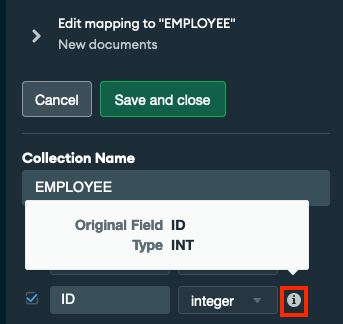 Edit mapping to "EMPLOYEE"
New documents
Cancel
Save and close
Collection Name
EMPLOYEE
Original Field ID
Type INT
ID
integer